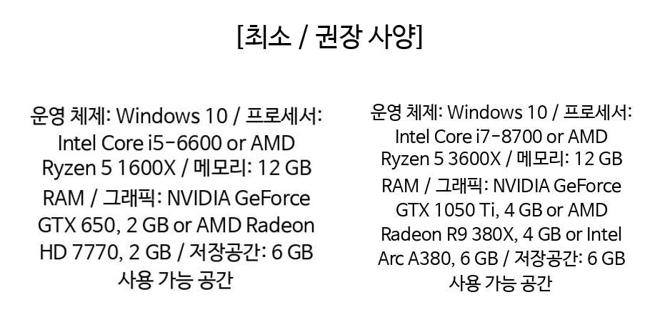 [최소 / 권장 사양]
운영 체제: Windows 10 / 프로세서:
Intel Core i5-6600 or AMD
Ryzen 5 1600X / 메모리: 12 GB
RAM / 그래픽: NVIDIA GeForce
GTX 650, 2 GB or AMD Radeon
HD 7770, 2 GB / 저장공간: 6 GB
사용 가능 공간
운영 체제: Windows 10 / 프로세서:
Intel Core i7-8700 or AMD
Ryzen 5 3600X / 메모리: 12 GB
RAM / 그래픽: NVIDIA GeForce
GTX 1050 Ti, 4 GB or AMD
Radeon R9 380X, 4 GB or Intel
Arc A380, 6 GB / 저장공간: 6 GB
사용 가능 공간